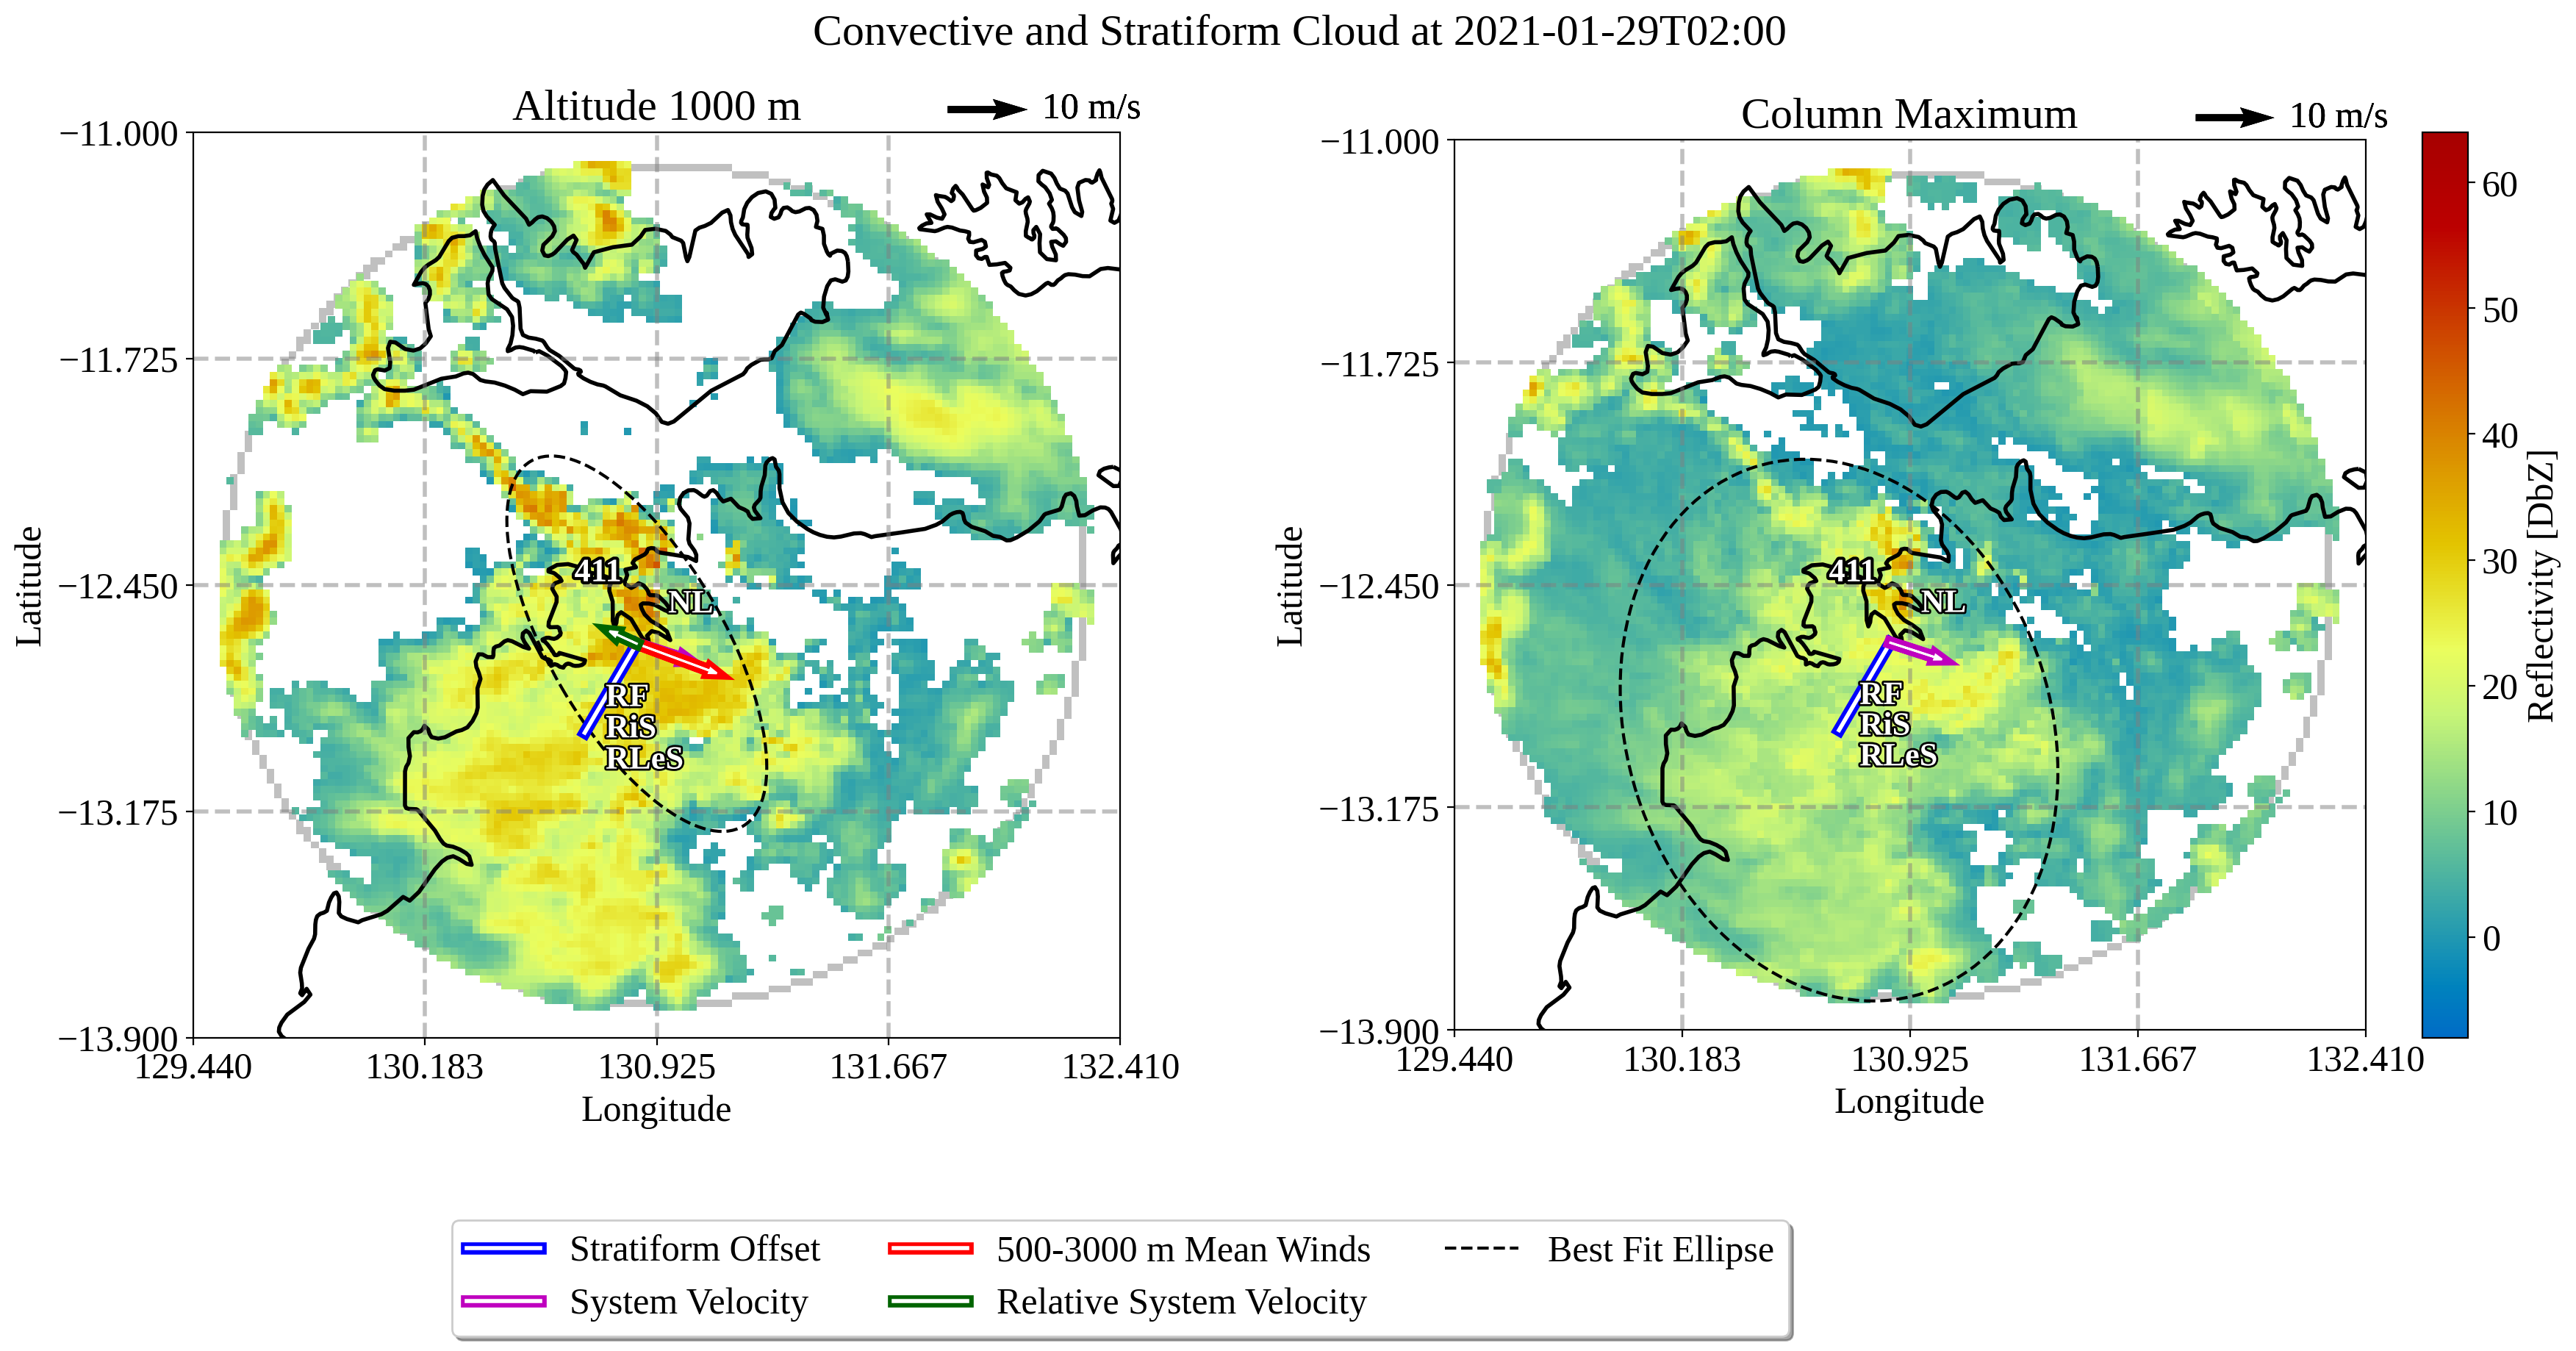 Convective and Stratiform Cloud at 2021-01-29T02:00
Altitude 1000 m
10 m/s
−11.000
−11.725
−12.450
−13.175
−13.900
Latitude
129.440
130.183
130.925
131.667
132.410
Longitude
411
NL
RF
RiS
RLeS
Column Maximum
10 m/s
−11.000
−11.725
−12.450
−13.175
−13.900
Latitude
129.440
130.183
130.925
131.667
132.410
Longitude
411
NL
RF
RiS
RLeS
60
50
40
30
20
10
0
Reflectivity [DbZ]
Stratiform Offset
System Velocity
500-3000 m Mean Winds
Relative System Velocity
Best Fit Ellipse